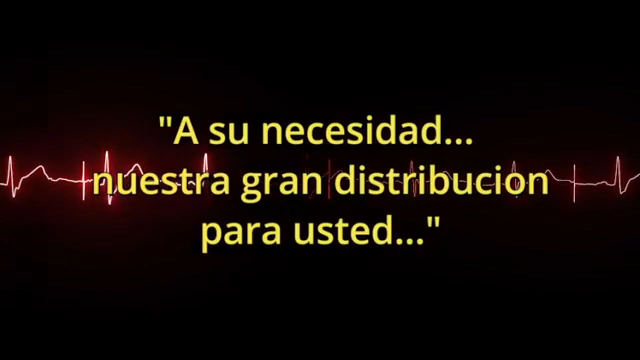 "A su necesidad...
nuestra gran distribucion
para usted..."